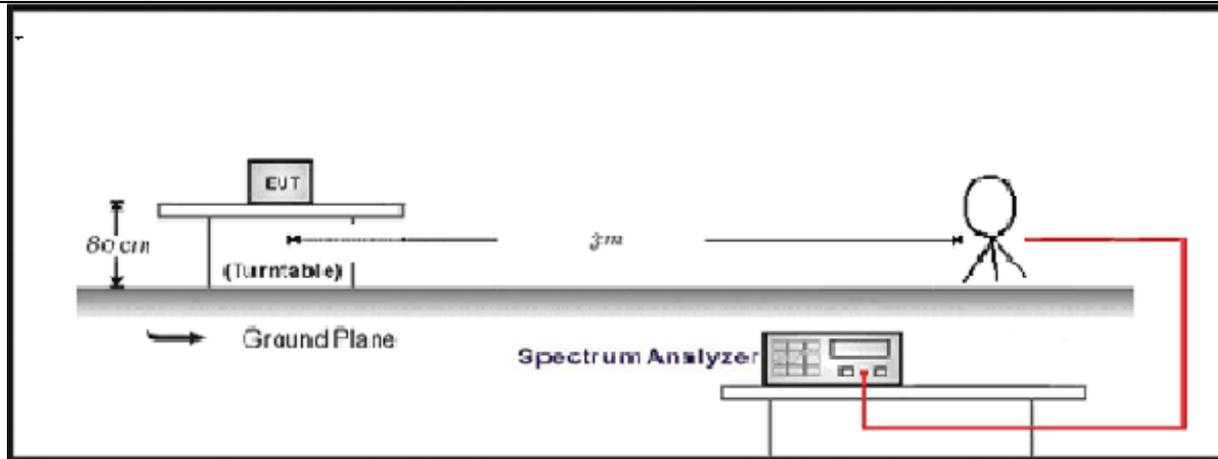 EUT
80 cm
3m
(Turntable)
Ground Plane
Spectrum Analyzer